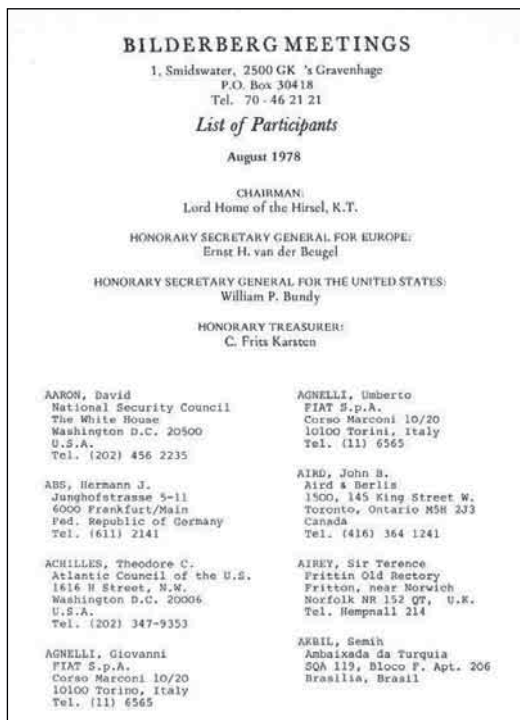 BILDERBERG MEETINGS
1, Smidswater, 2500 GK 's Gravenhage
P.O. Box 30418
Tel. 70 - 46 21 21
List of Participants
August 1978
CHAIRMAN:
Lord Home of the Hirsel, K.T.
HONORARY SECRETARY GENERAL FOR EUROPE:
Ernst H. van der Beugel
HONORARY SECRETARY GENERAL FOR THE UNITED STATES:
William P. Bundy
HONORARY TREASURER:
C. Frits Karsten
AARON, David
National Security Council
The White House
Washington D.C. 20500
U.S.A.
Tel. (202) 456 2235
ABS, Hermann J.
Junghofstrasse 5-11
6000 Frankfurt/Main
Fed. Republic of Germany
Tel. (611) 2141
ACHILLES, Theodore C.
Atlantic Council of the U.S.
1616 H Street, N.W.
Washington D.C. 20006
U.S.A.
Tel. (202) 347-9353
AGNELLI, Giovanni
FIAT S.p.A.
Corso Marconi 10/20
10100 Torino, Italy
Tel. (11) 6565
AGNELLI, Umberto
FIAT S.p.A.
Corso Marconi 10/20
10100 Torini, Italy
Tel. (11) 6565
AIRD, John B.
Aird & Berlis
1500, 145 King Street W.
Toronto, Ontario M5H 2J3
Canada
Tel. (416) 364 1241
AIREY, Sir Terence
Frittin Old Rectory
Fritton, near Norwich
Norfolk NR 152 QT, U.K.
Tel. Hempnall 214
AKBIL, Semih
Ambaixada da Turquia
SQA 119, Bloco F. Apt. 206
Brasilia, Brasil